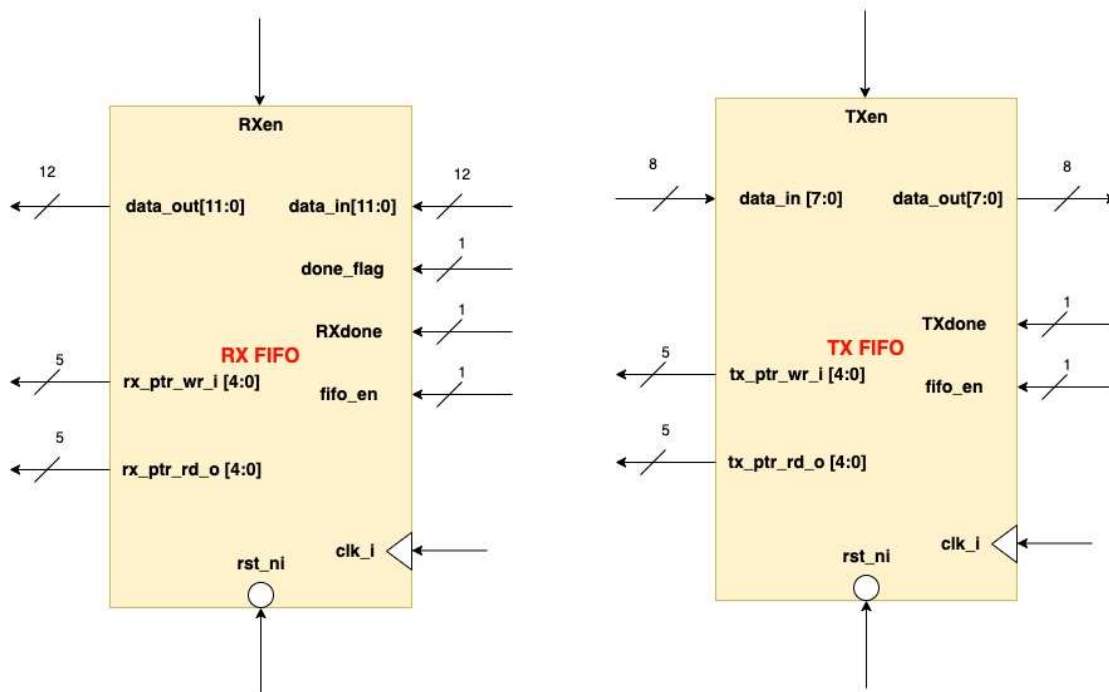 RXen
12
12
data_out[11:0]
data_in[11:0]
1
done_flag
1
RXdone
RX FIFO
5
rx_ptr_wr_i [4:0]
1
fifo_en
5
rx_ptr_rd_o [4:0]
clk_i
rst_ni
TXen
8
8
data_in [7:0]
data_out[7:0]
1
TXdone
TX FIFO
5
tx_ptr_wr_i [4:0]
1
fifo_en
5
tx_ptr_rd_o [4:0]
clk_i
rst_ni